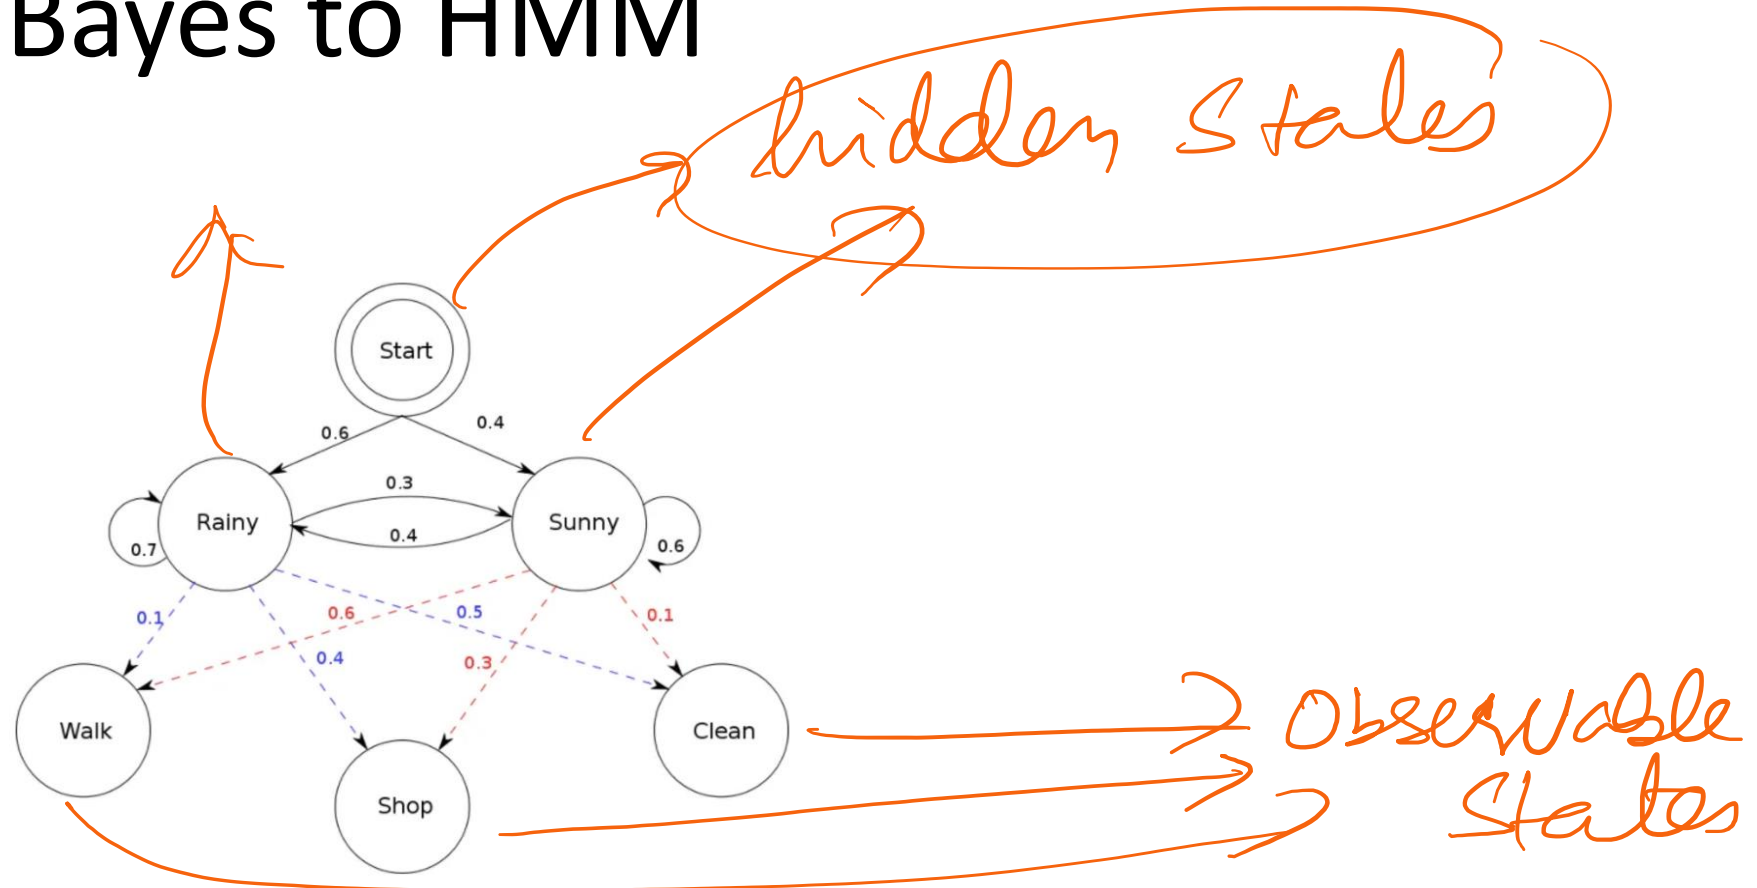 Bayes to HMM
hidden States
Start
0.6
0.4
0.3
Rainy
Sunny
0.4
0.7
0.6
0.1
0.6
0.5
0.1
0.4
0.3
Walk
Clean
Observable
States
Shop